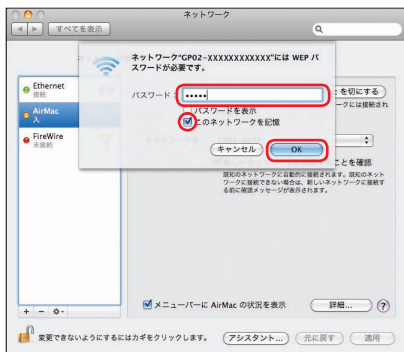 ネットワーク
すべてを表示
ネットワーク“GP02-XXXXXXXXXXXX”には WEP パ
スワードが必要です。
パスワード：•••••
パスワードを表示
このネットワークを記憶
キャンセル
OK
Ethernet
接続
AirMac
入
FireWire
未接続
を切にする
ークには接続され
ことを確認
既知のネットワークに自動的に接続されます。既知のネット
ワークに接続できない場合は、新しいネットワークに接続す
る前に確認メッセージが表示されます。
メニューバーに AirMac の状況を表示
詳細...
?
変更できないようにするにはカギをクリックします。
アシスタント...
元に戻す
適用